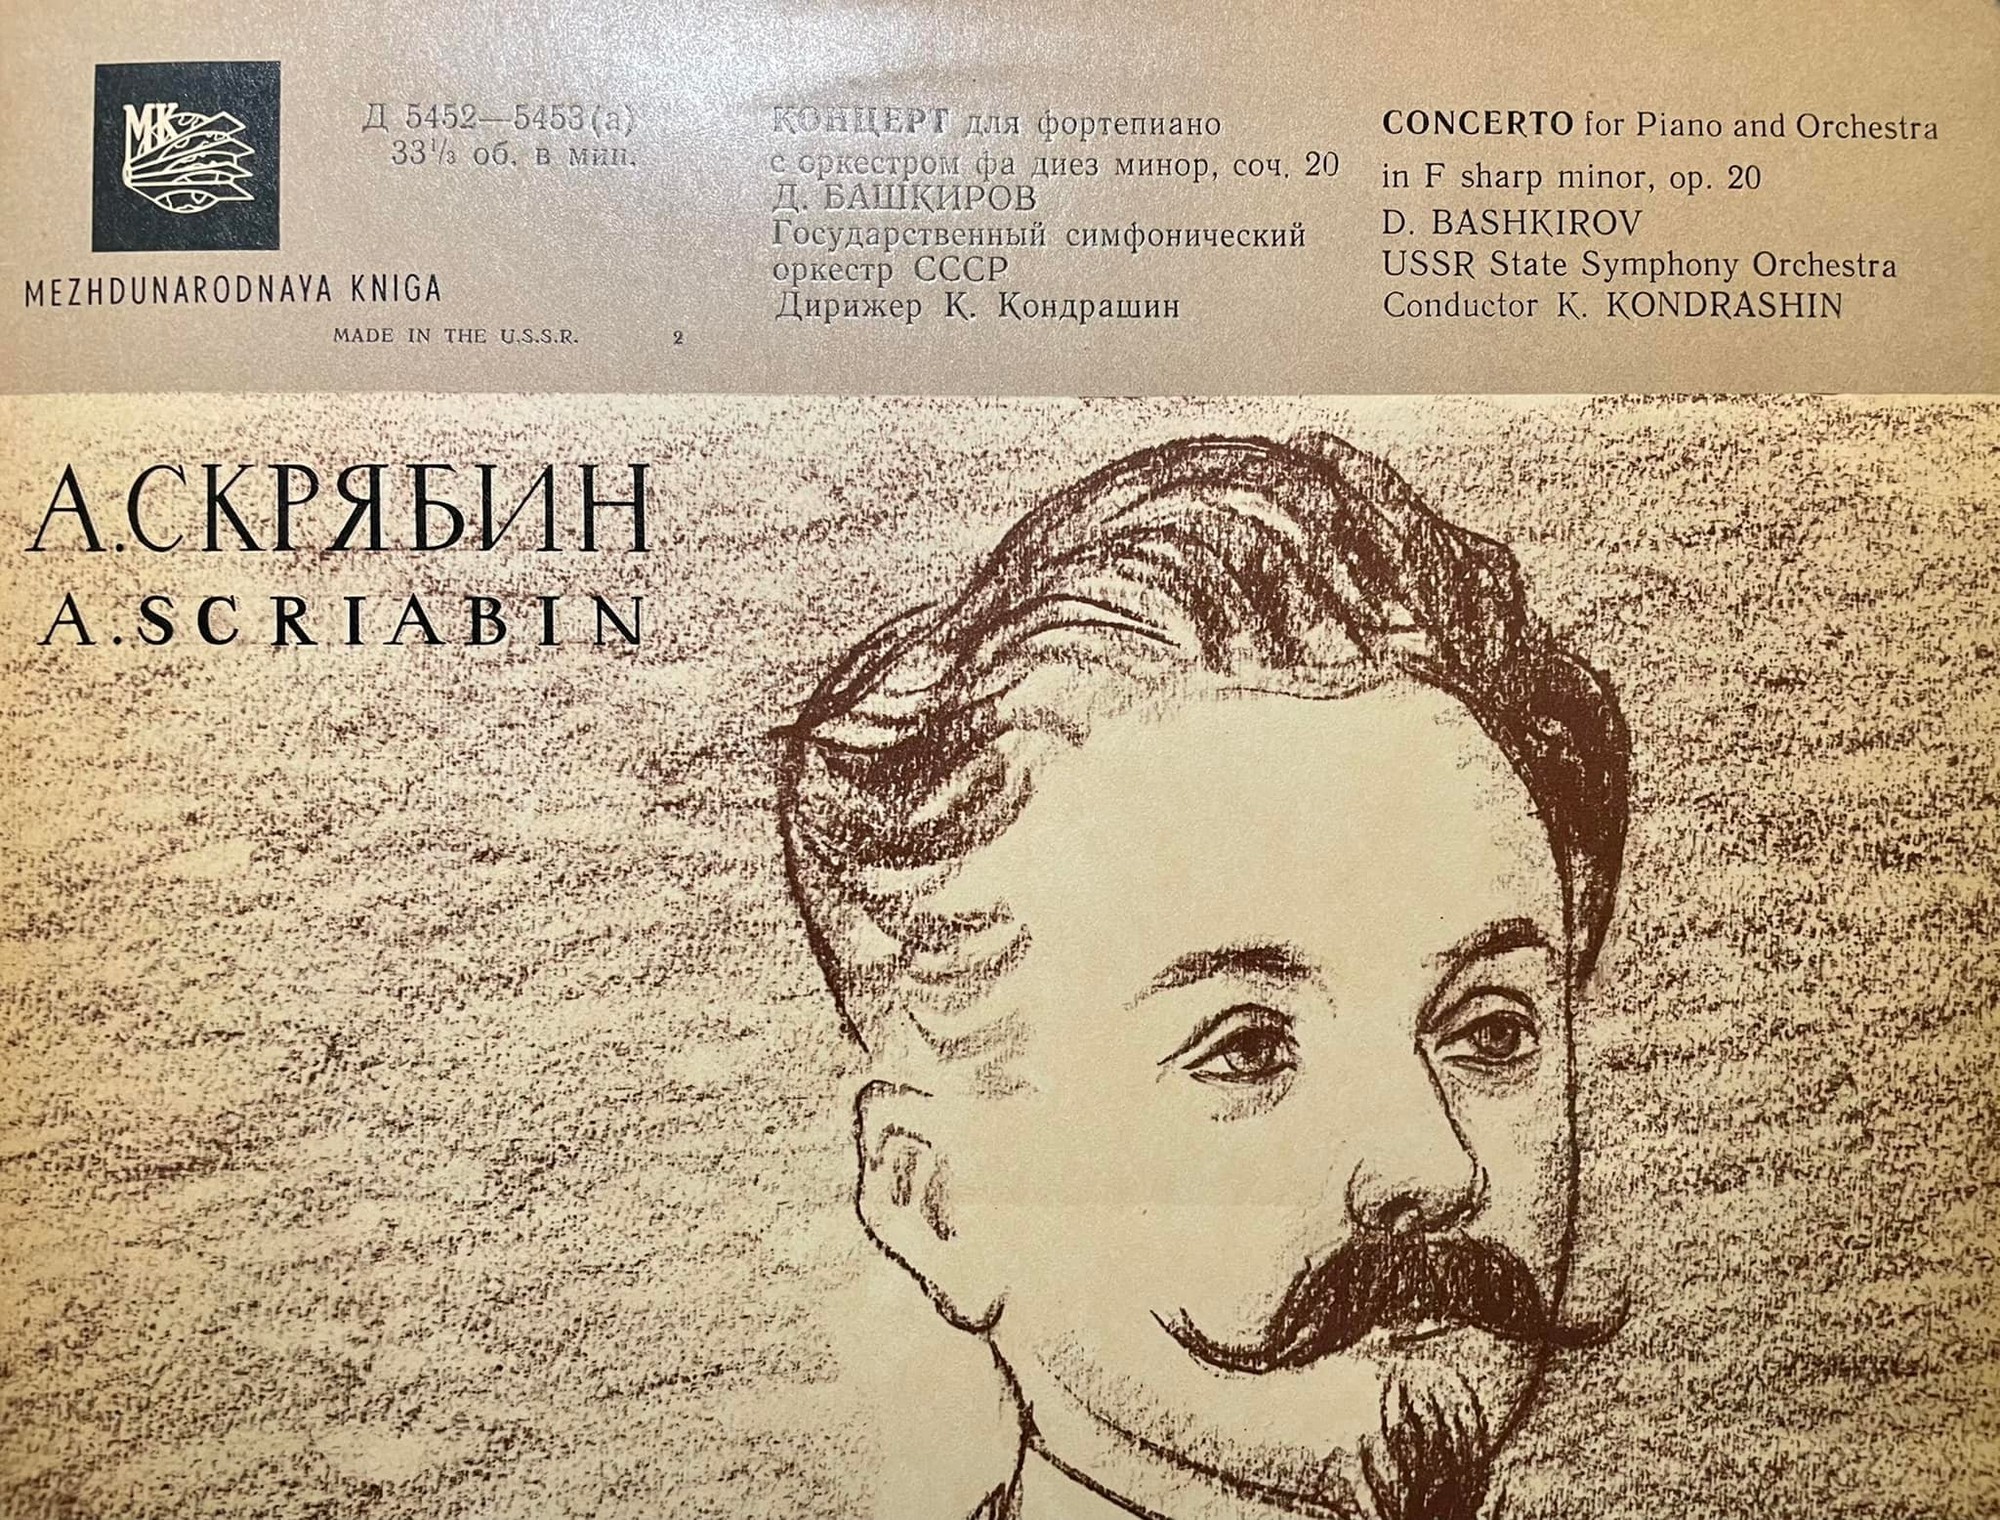 МК
Д 5452—5453(а)
33 1/3 об. в мин.
MEZHDUNARODNAYA KNIGA
MADE IN THE U.S.S.R. 2
КОНЦЕРТ для фортепиано
с оркестром фа диез минор, соч. 20
Д. БАШКИРОВ
Государственный симфонический
оркестр СССР
Дирижер К. Кондрашин
CONCERTO for Piano and Orchestra
in F sharp minor, op. 20
D. BASHKIROV
USSR State Symphony Orchestra
Conductor K. KONDRASHIN
А.СКРЯБИН
A.SCRIABIN